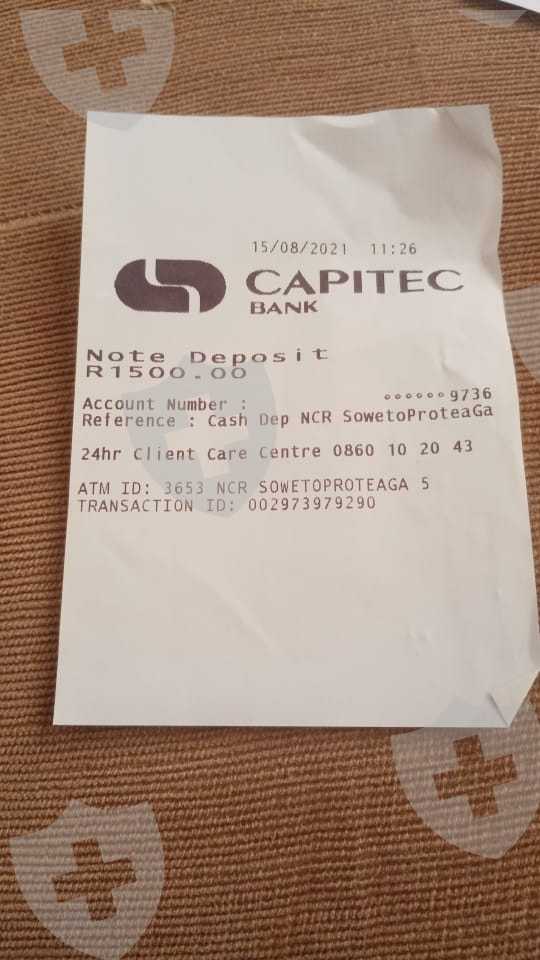 15/08/2021 11:26
CAPITEC
BANK
Note Deposit
R1500.00
Account Number : ∘∘∘∘∘∘9736
Reference : Cash Dep NCR SowetoProteaGa
24hr Client Care Centre 0860 10 20 43
ATM ID: 3653 NCR SOWETOPROTEAGA 5
TRANSACTION ID: 002973979290